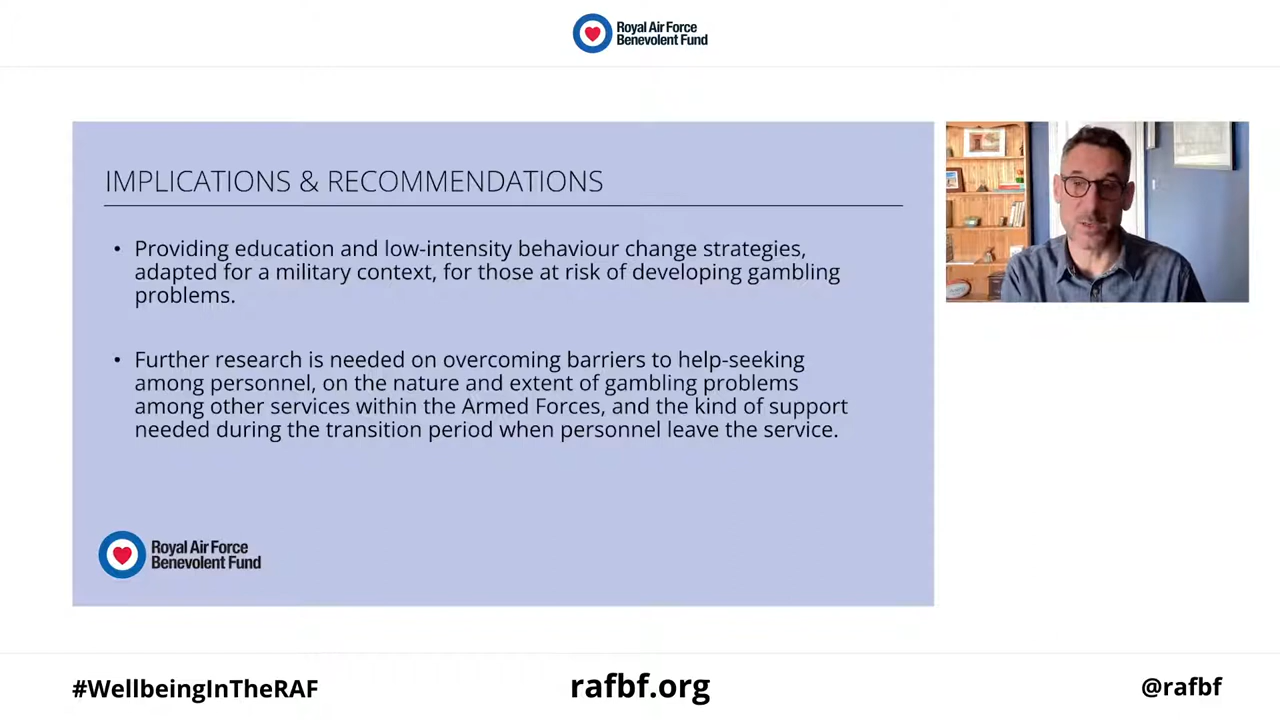 Royal Air Force
Benevolent Fund
IMPLICATIONS & RECOMMENDATIONS
• Providing education and low-intensity behaviour change strategies,
adapted for a military context, for those at risk of developing gambling
problems.
• Further research is needed on overcoming barriers to help-seeking
among personnel, on the nature and extent of gambling problems
among other services within the Armed Forces, and the kind of support
needed during the transition period when personnel leave the service.
Royal Air Force
Benevolent Fund
#WellbeingInTheRAF
rafbf.org
@rafbf